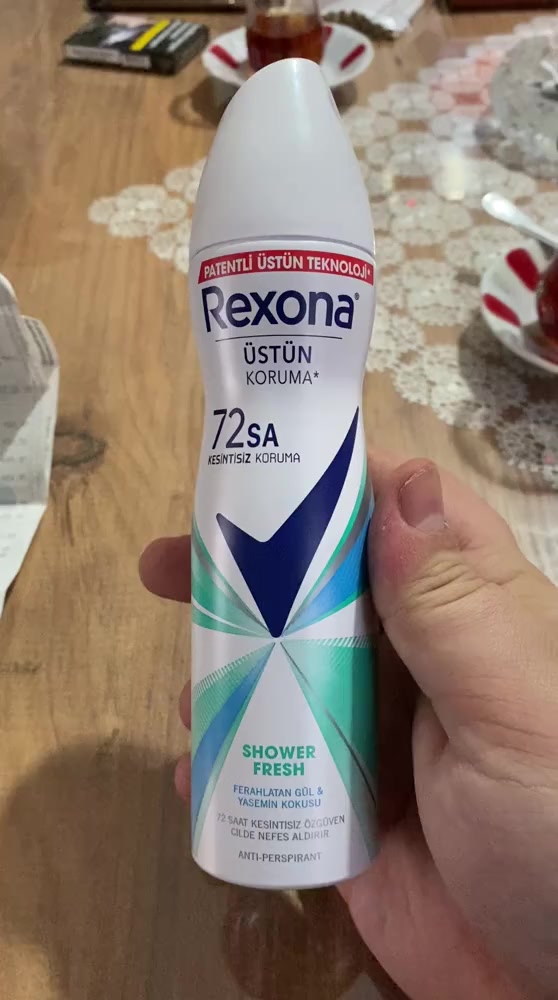 PATENTLİ ÜSTÜN TEKNOLOJİ*
Rexona®
ÜSTÜN
KORUMA*
72SA
KESİNTİSİZ KORUMA
SHOWER
FRESH
FERAHLATAN GÜL &
YASEMİN KOKUSU
72 SAAT KESİNTİSİZ ÖZGÜVEN
CİLDE NEFES ALDIRIR
ANTI-PERSPIRANT